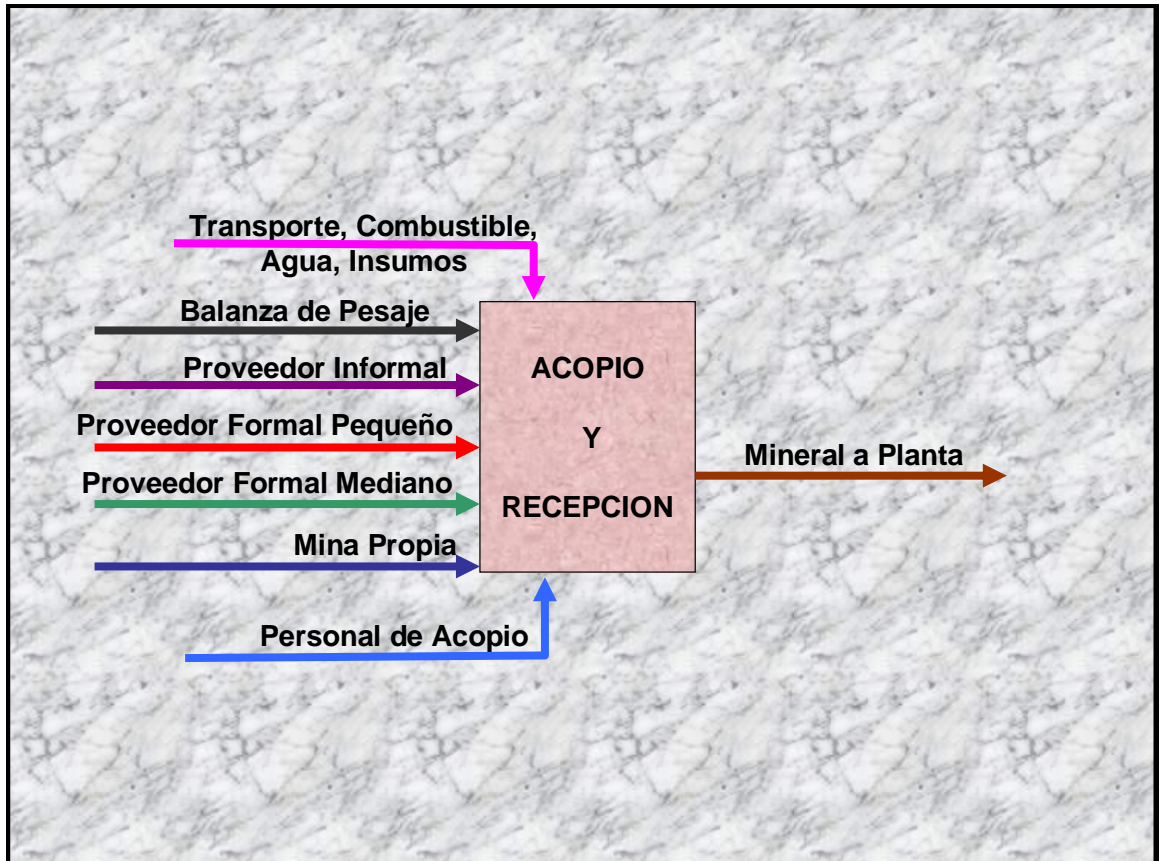 Transporte, Combustible,
Agua, Insumos
Balanza de Pesaje
Proveedor Informal
Proveedor Formal Pequeño
Proveedor Formal Mediano
Mina Propia
Personal de Acopio
ACOPIO
Y
RECEPCION
Mineral a Planta